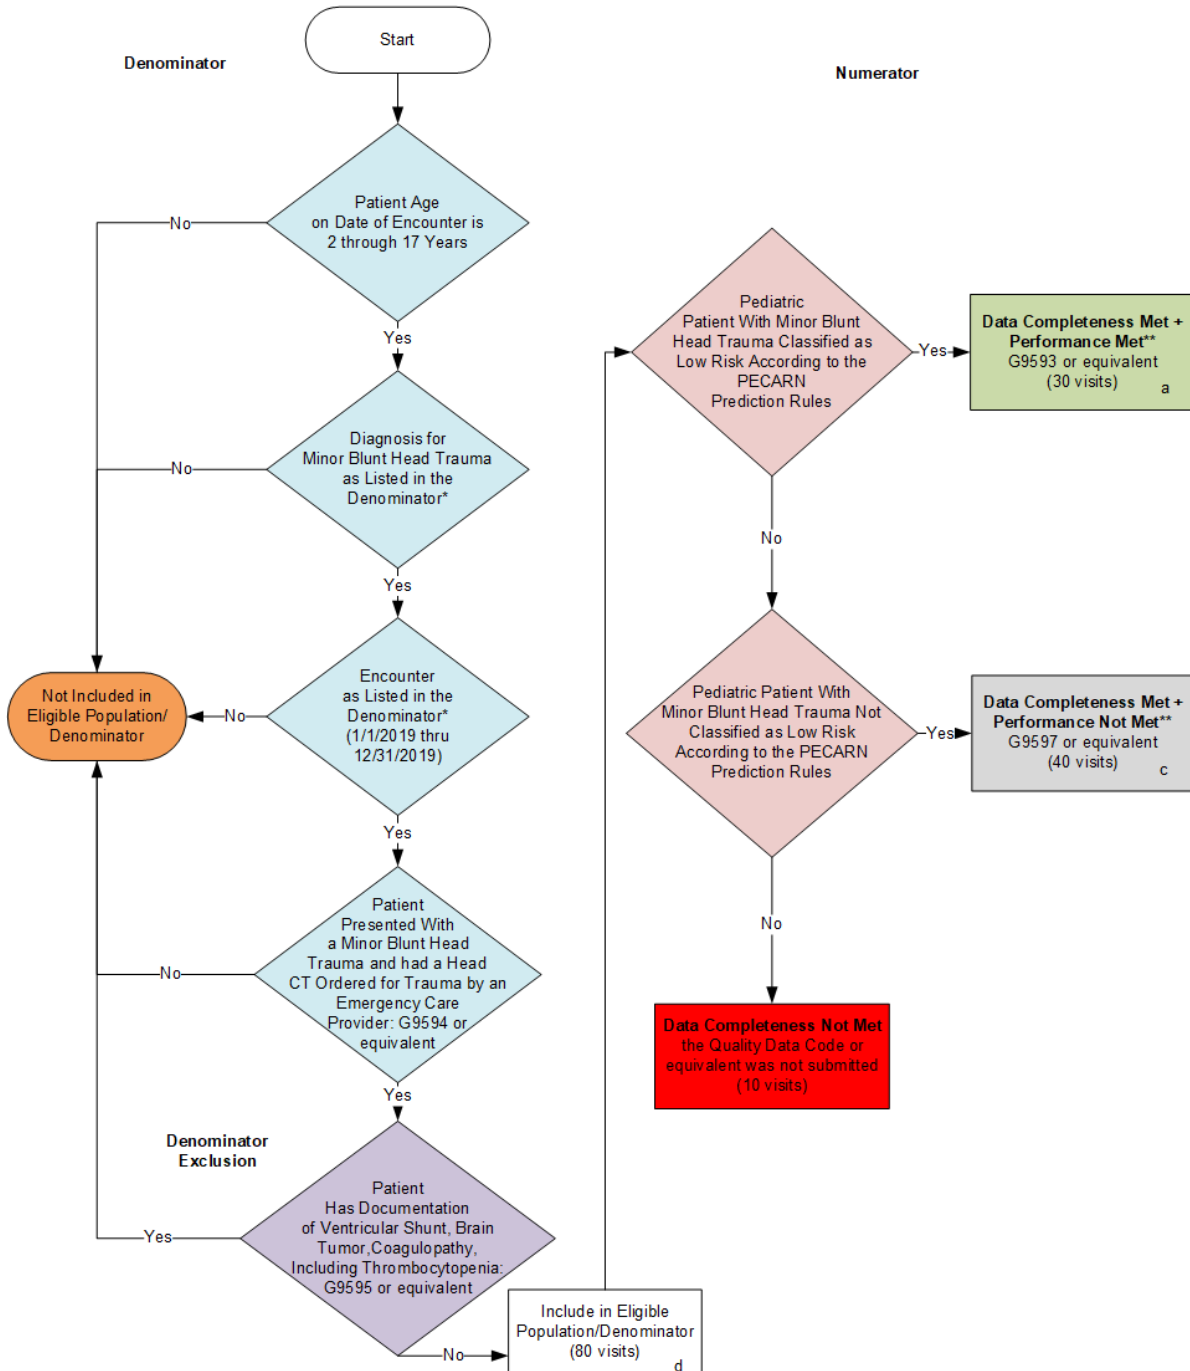 Start
Denominator
Numerator
Patient Age
on Date of Encounter is
2 through 17 Years
No
Yes
Diagnosis for
Minor Blunt Head Trauma
as Listed in the
Denominator*
No
Yes
Encounter
as Listed in the
Denominator*
(1/1/2019 thru
12/31/2019)
No
Not Included in
Eligible Population/
Denominator
Yes
Patient
Presented With
a Minor Blunt Head
Trauma and had a Head
CT Ordered for Trauma by an
Emergency Care
Provider: G9594 or
equivalent
No
Yes
Denominator
Exclusion
Patient
Has Documentation
of Ventricular Shunt, Brain
Tumor,Coagulopathy,
Including Thrombocytopenia:
G9595 or equivalent
Yes
No
Include in Eligible
Population/Denominator
(80 visits)
d
Pediatric
Patient With Minor Blunt
Head Trauma Classified as
Low Risk According to the
PECARN
Prediction Rules
Yes
Data Completeness Met +
Performance Met**
G9593 or equivalent
(30 visits)
a
No
Pediatric Patient With
Minor Blunt Head Trauma Not
Classified as Low Risk
According to the PECARN
Prediction Rules
Yes
Data Completeness Met +
Performance Not Met**
G9597 or equivalent
(40 visits)
c
No
Data Completeness Not Met
the Quality Data Code or
equivalent was not submitted
(10 visits)